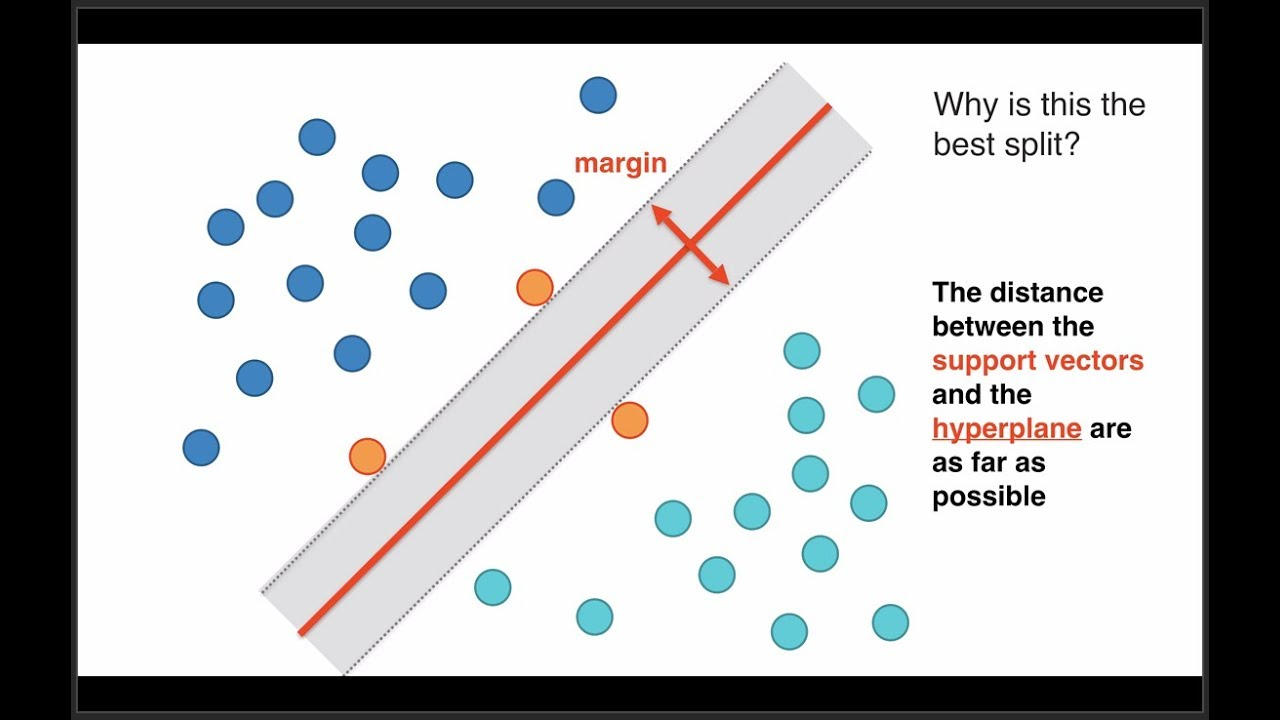 Why is this the
best split?
margin
The distance
between the
support vectors
and the
hyperplane are
as far as
possible